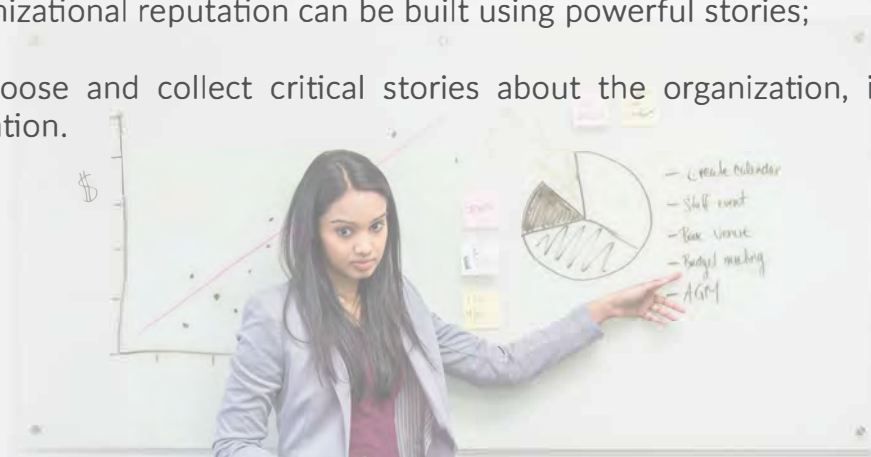 nizational reputation can be built using powerful stories;
oose and collect critical stories about the organization, i
tion.
$
- Create calendar
- Staff event
- Book venue
- Budget meeting
- AGM